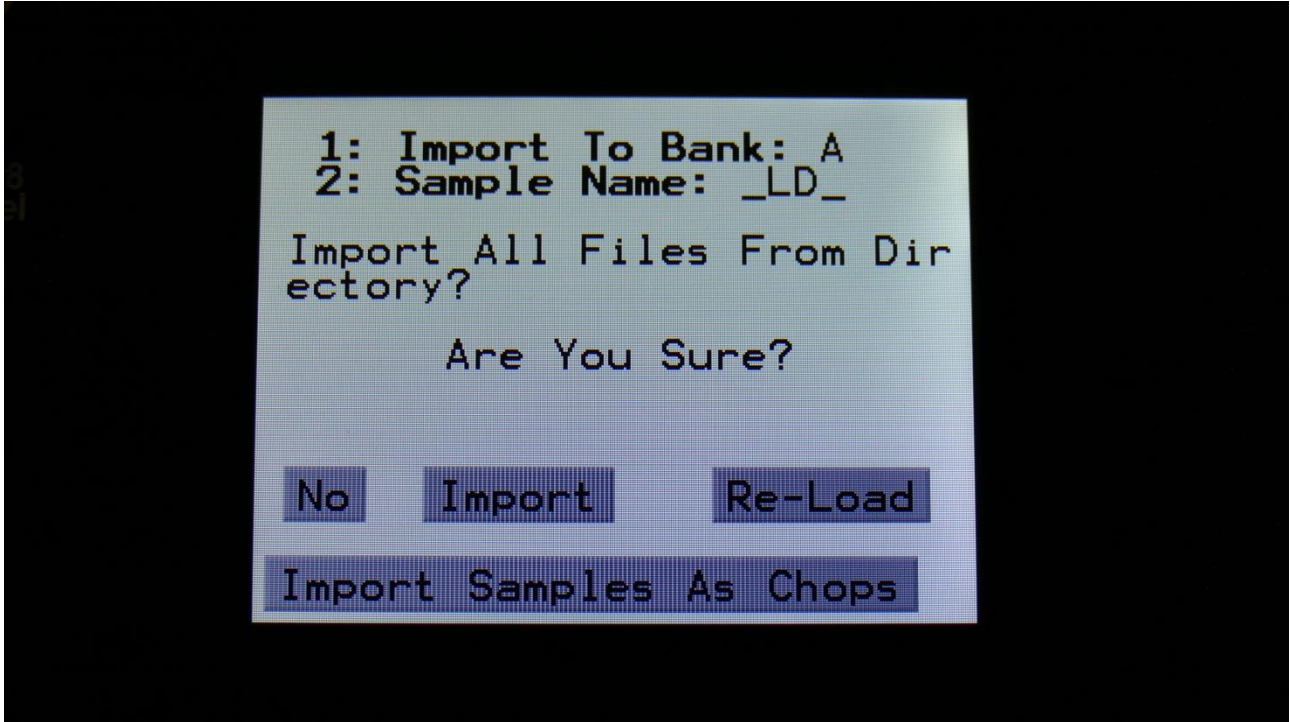 1: Import To Bank: A
2: Sample Name: _LD_
Import All Files From Dir
ectory?
Are You Sure?
No Import Re-Load
Import Samples As Chops